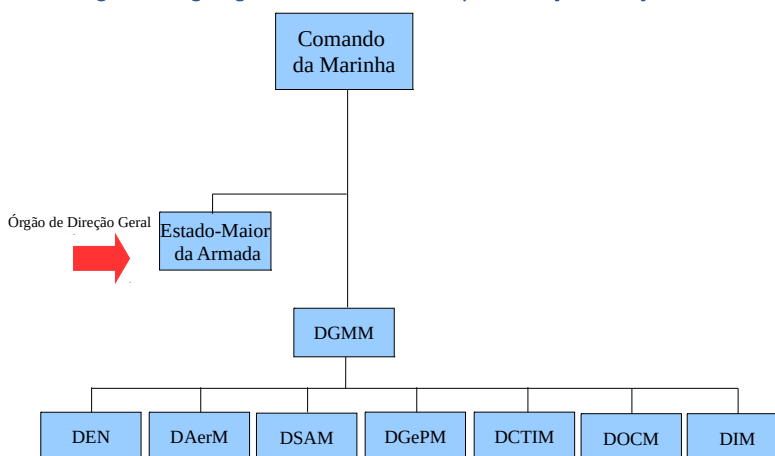 Comando
da Marinha
Órgão de Direção Geral
Estado-Maior
da Armada
DGMM
DEN
DAerM
DSAM
DGePM
DCTIM
DOCM
DIM